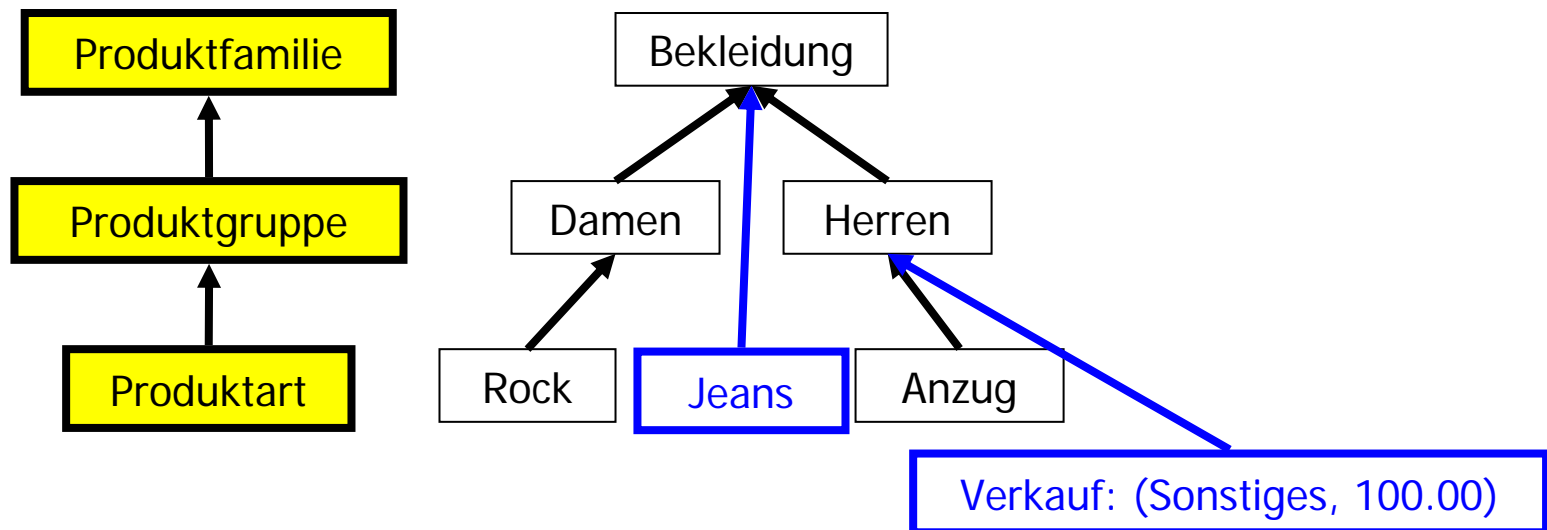 Produktfamilie
Bekleidung
Produktgruppe
Damen
Herren
Produktart
Rock
Jeans
Anzug
Verkauf: (Sonstiges, 100.00)